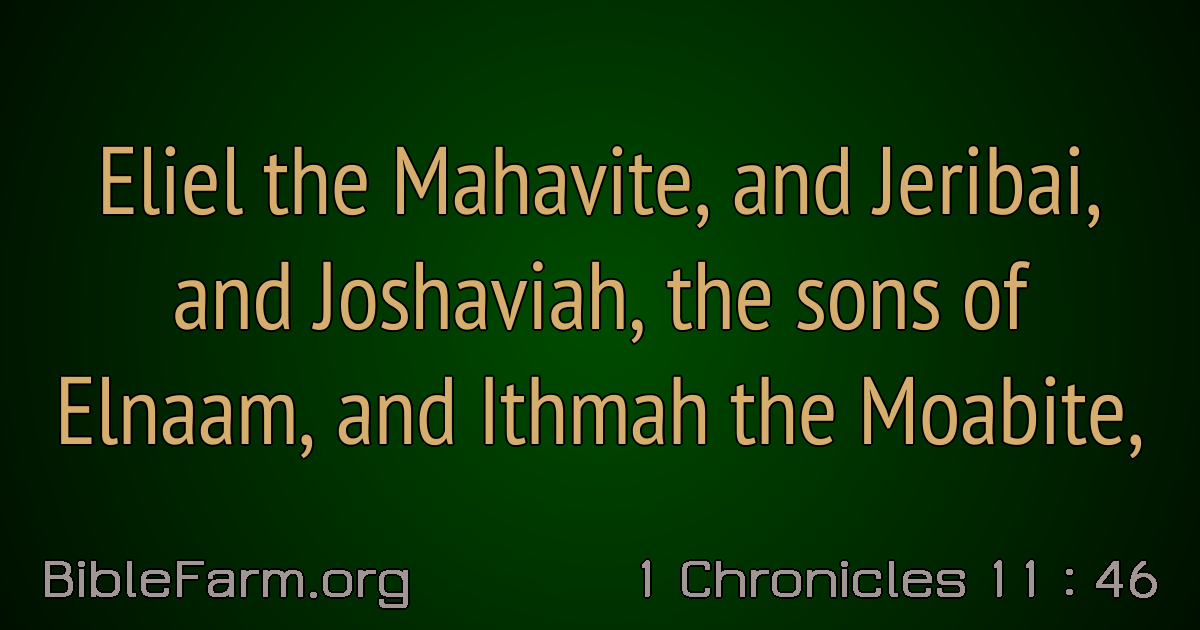 Eliel the Mahavite, and Jeribai,
and Joshaviah, the sons of
Elnaam, and Ithmah the Moabite,
BibleFarm.org 1 Chronicles 11 : 46